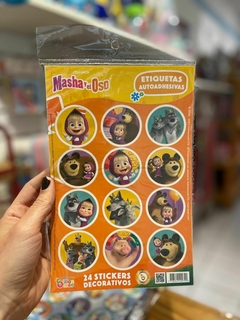 Masha y el Oso
ETIQUETAS
AUTOADHESIVAS
24 STICKERS
DECORATIVOS